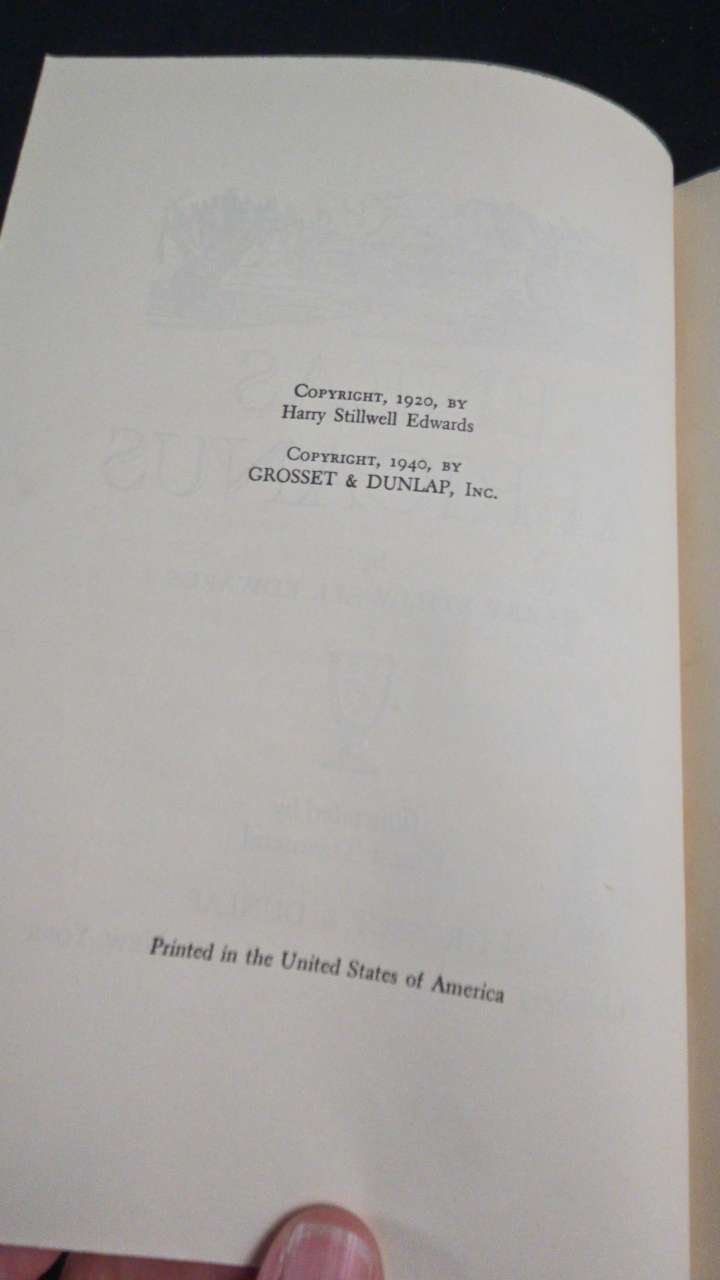 COPYRIGHT, 1920, BY
Harry Stillwell Edwards
COPYRIGHT, 1940, BY
GROSSET & DUNLAP, INC.
Printed in the United States of America